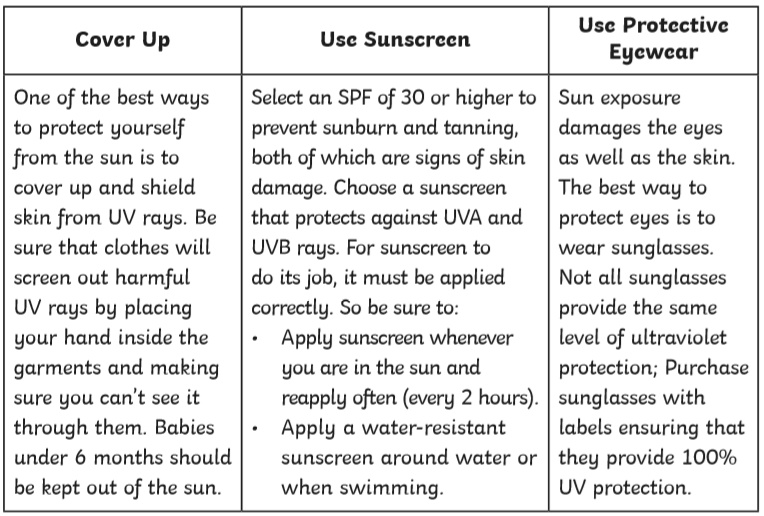 Cover Up
One of the best ways
to protect yourself
from the sun is to
cover up and shield
skin from UV rays. Be
sure that clothes will
screen out harmful
UV rays by placing
your hand inside the
garments and making
sure you can't see it
through them. Babies
under 6 months should
be kept out of the sun.
Use Sunscreen
Select an SPF of 30 or higher to
prevent sunburn and tanning,
both of which are signs of skin
damage. Choose a sunscreen
that protects against UVA and
UVB rays. For sunscreen to
do its job, it must be applied
correctly. So be sure to:
• Apply sunscreen whenever
you are in the sun and
reapply often (every 2 hours).
• Apply a water-resistant
sunscreen around water or
when swimming.
Use Protective
Eyewear
Sun exposure
damages the eyes
as well as the skin.
The best way to
protect eyes is to
wear sunglasses.
Not all sunglasses
provide the same
level of ultraviolet
protection; Purchase
sunglasses with
labels ensuring that
they provide 100%
UV protection.